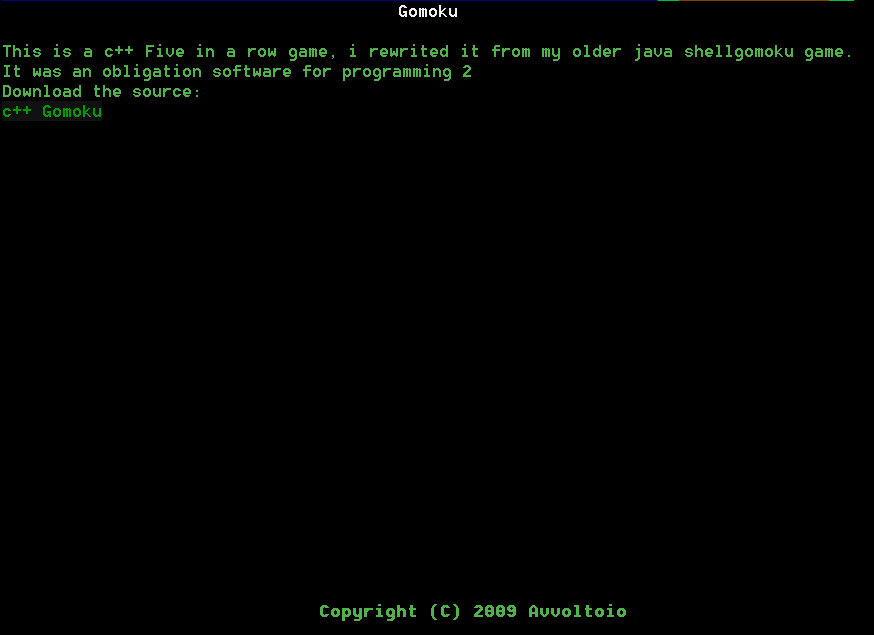 Gomoku
This is a c++ Five in a row game, i rewrited it from my older java shellgomoku game.
It was an obligation software for programming 2
Download the source:
c++ Gomoku
Copyright (C) 2009 Avvoltoio